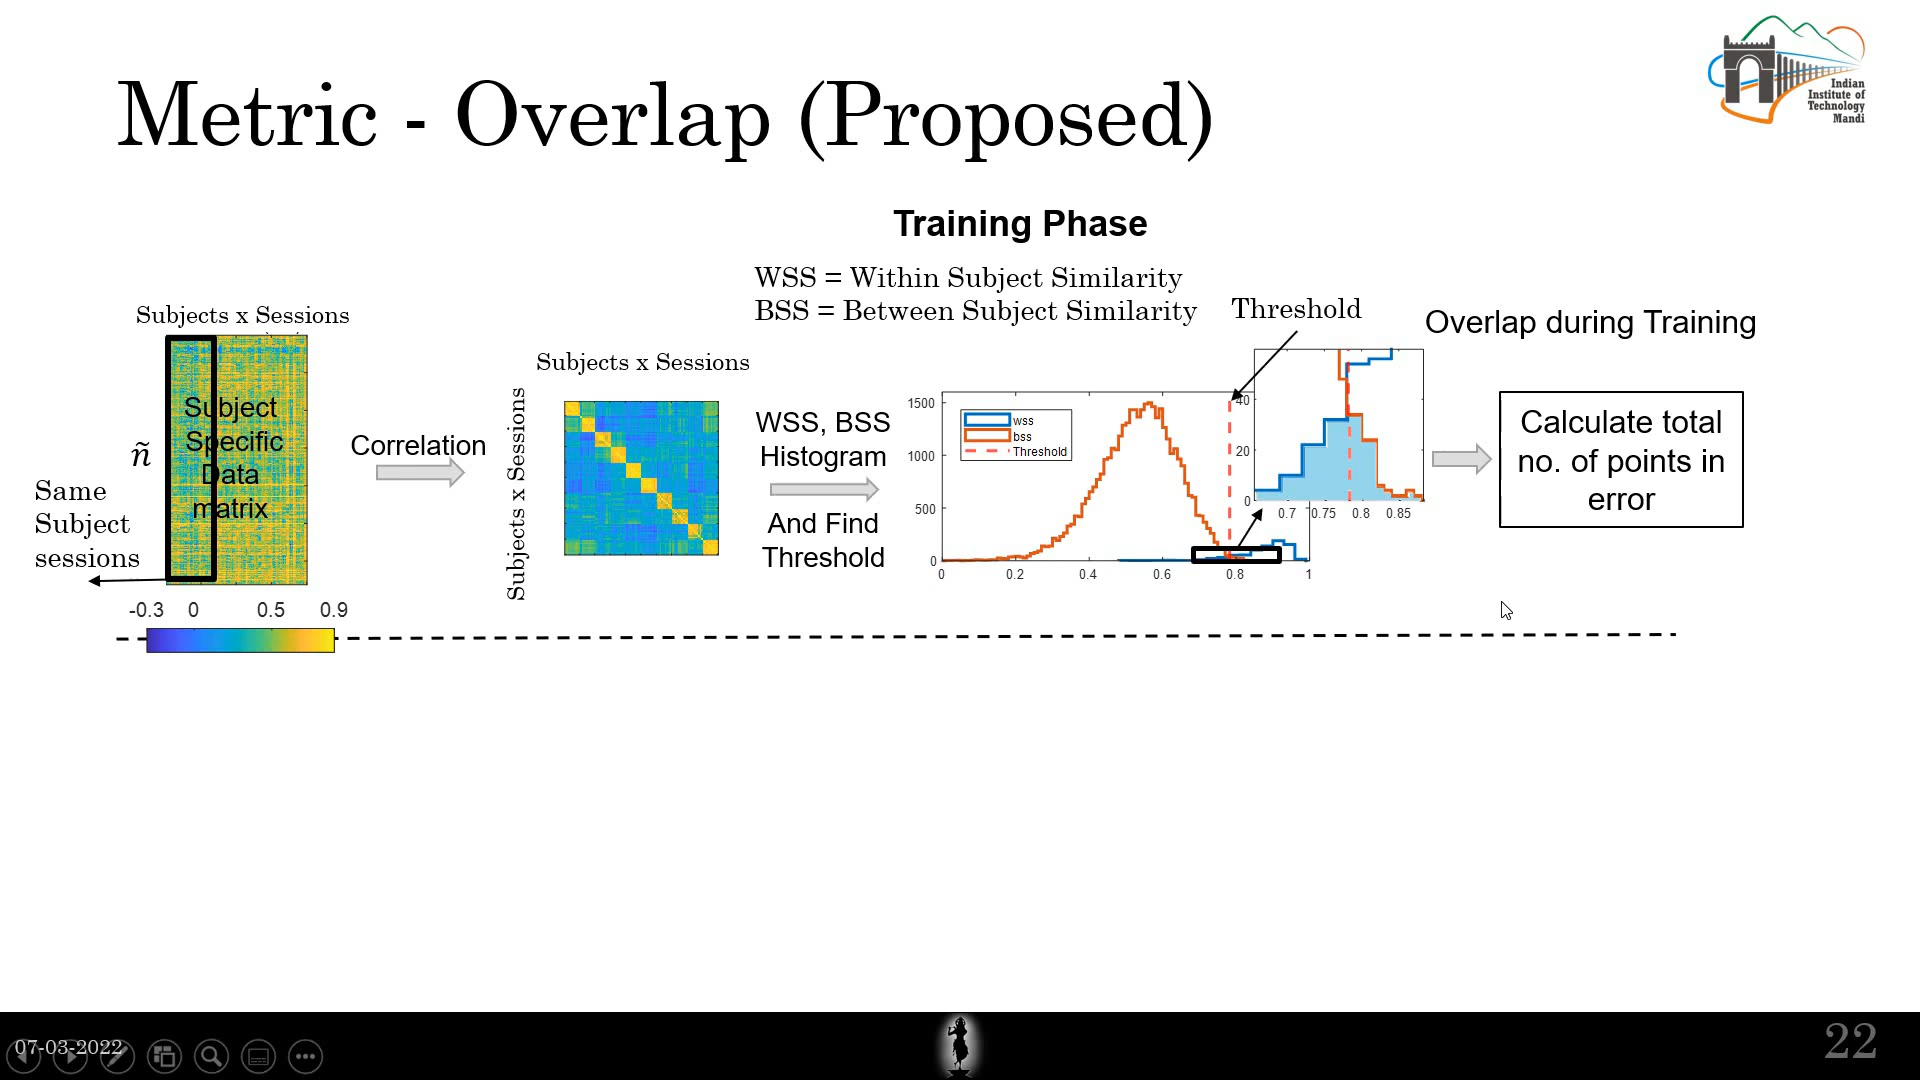 Metric - Overlap (Proposed)
Indian
Institute of
Technology
Mandi
Training Phase
WSS = Within Subject Similarity
BSS = Between Subject Similarity
Subjects x Sessions
ñ
Subject
Specific
Data
matrix
Same
Subject
sessions
-0.3 0 0.5 0.9
Correlation
Subjects x Sessions
Subjects x Sessions
WSS, BSS
Histogram
And Find
Threshold
1500
1000
500
0
0 0.2 0.4 0.6 0.8 1
wss
bss
Threshold
Threshold
40
20
0
0.7 0.75 0.8 0.85
Overlap during Training
Calculate total
no. of points in
error
07-03-2022
22